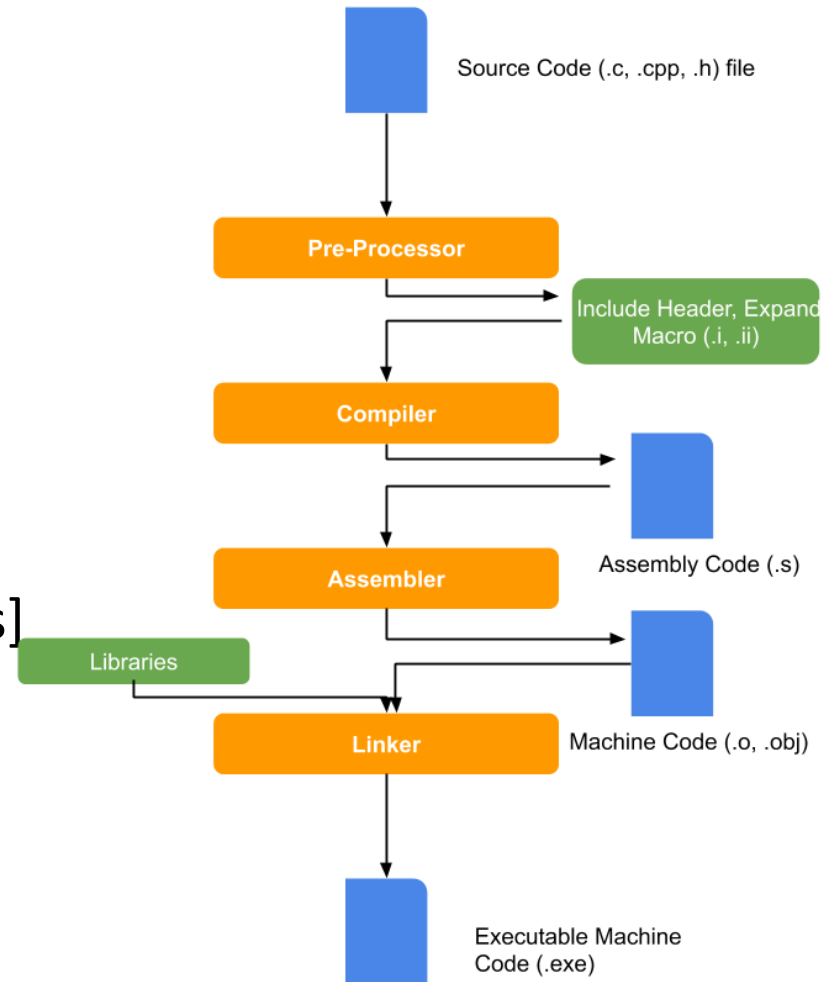 Source Code (.c, .cpp, .h) file
Pre-Processor
Include Header, Expand
Macro (.i, .ii)
Compiler
Assembly Code (.s)
Assembler
s]
Libraries
Linker
Machine Code (.o, .obj)
Executable Machine
Code (.exe)